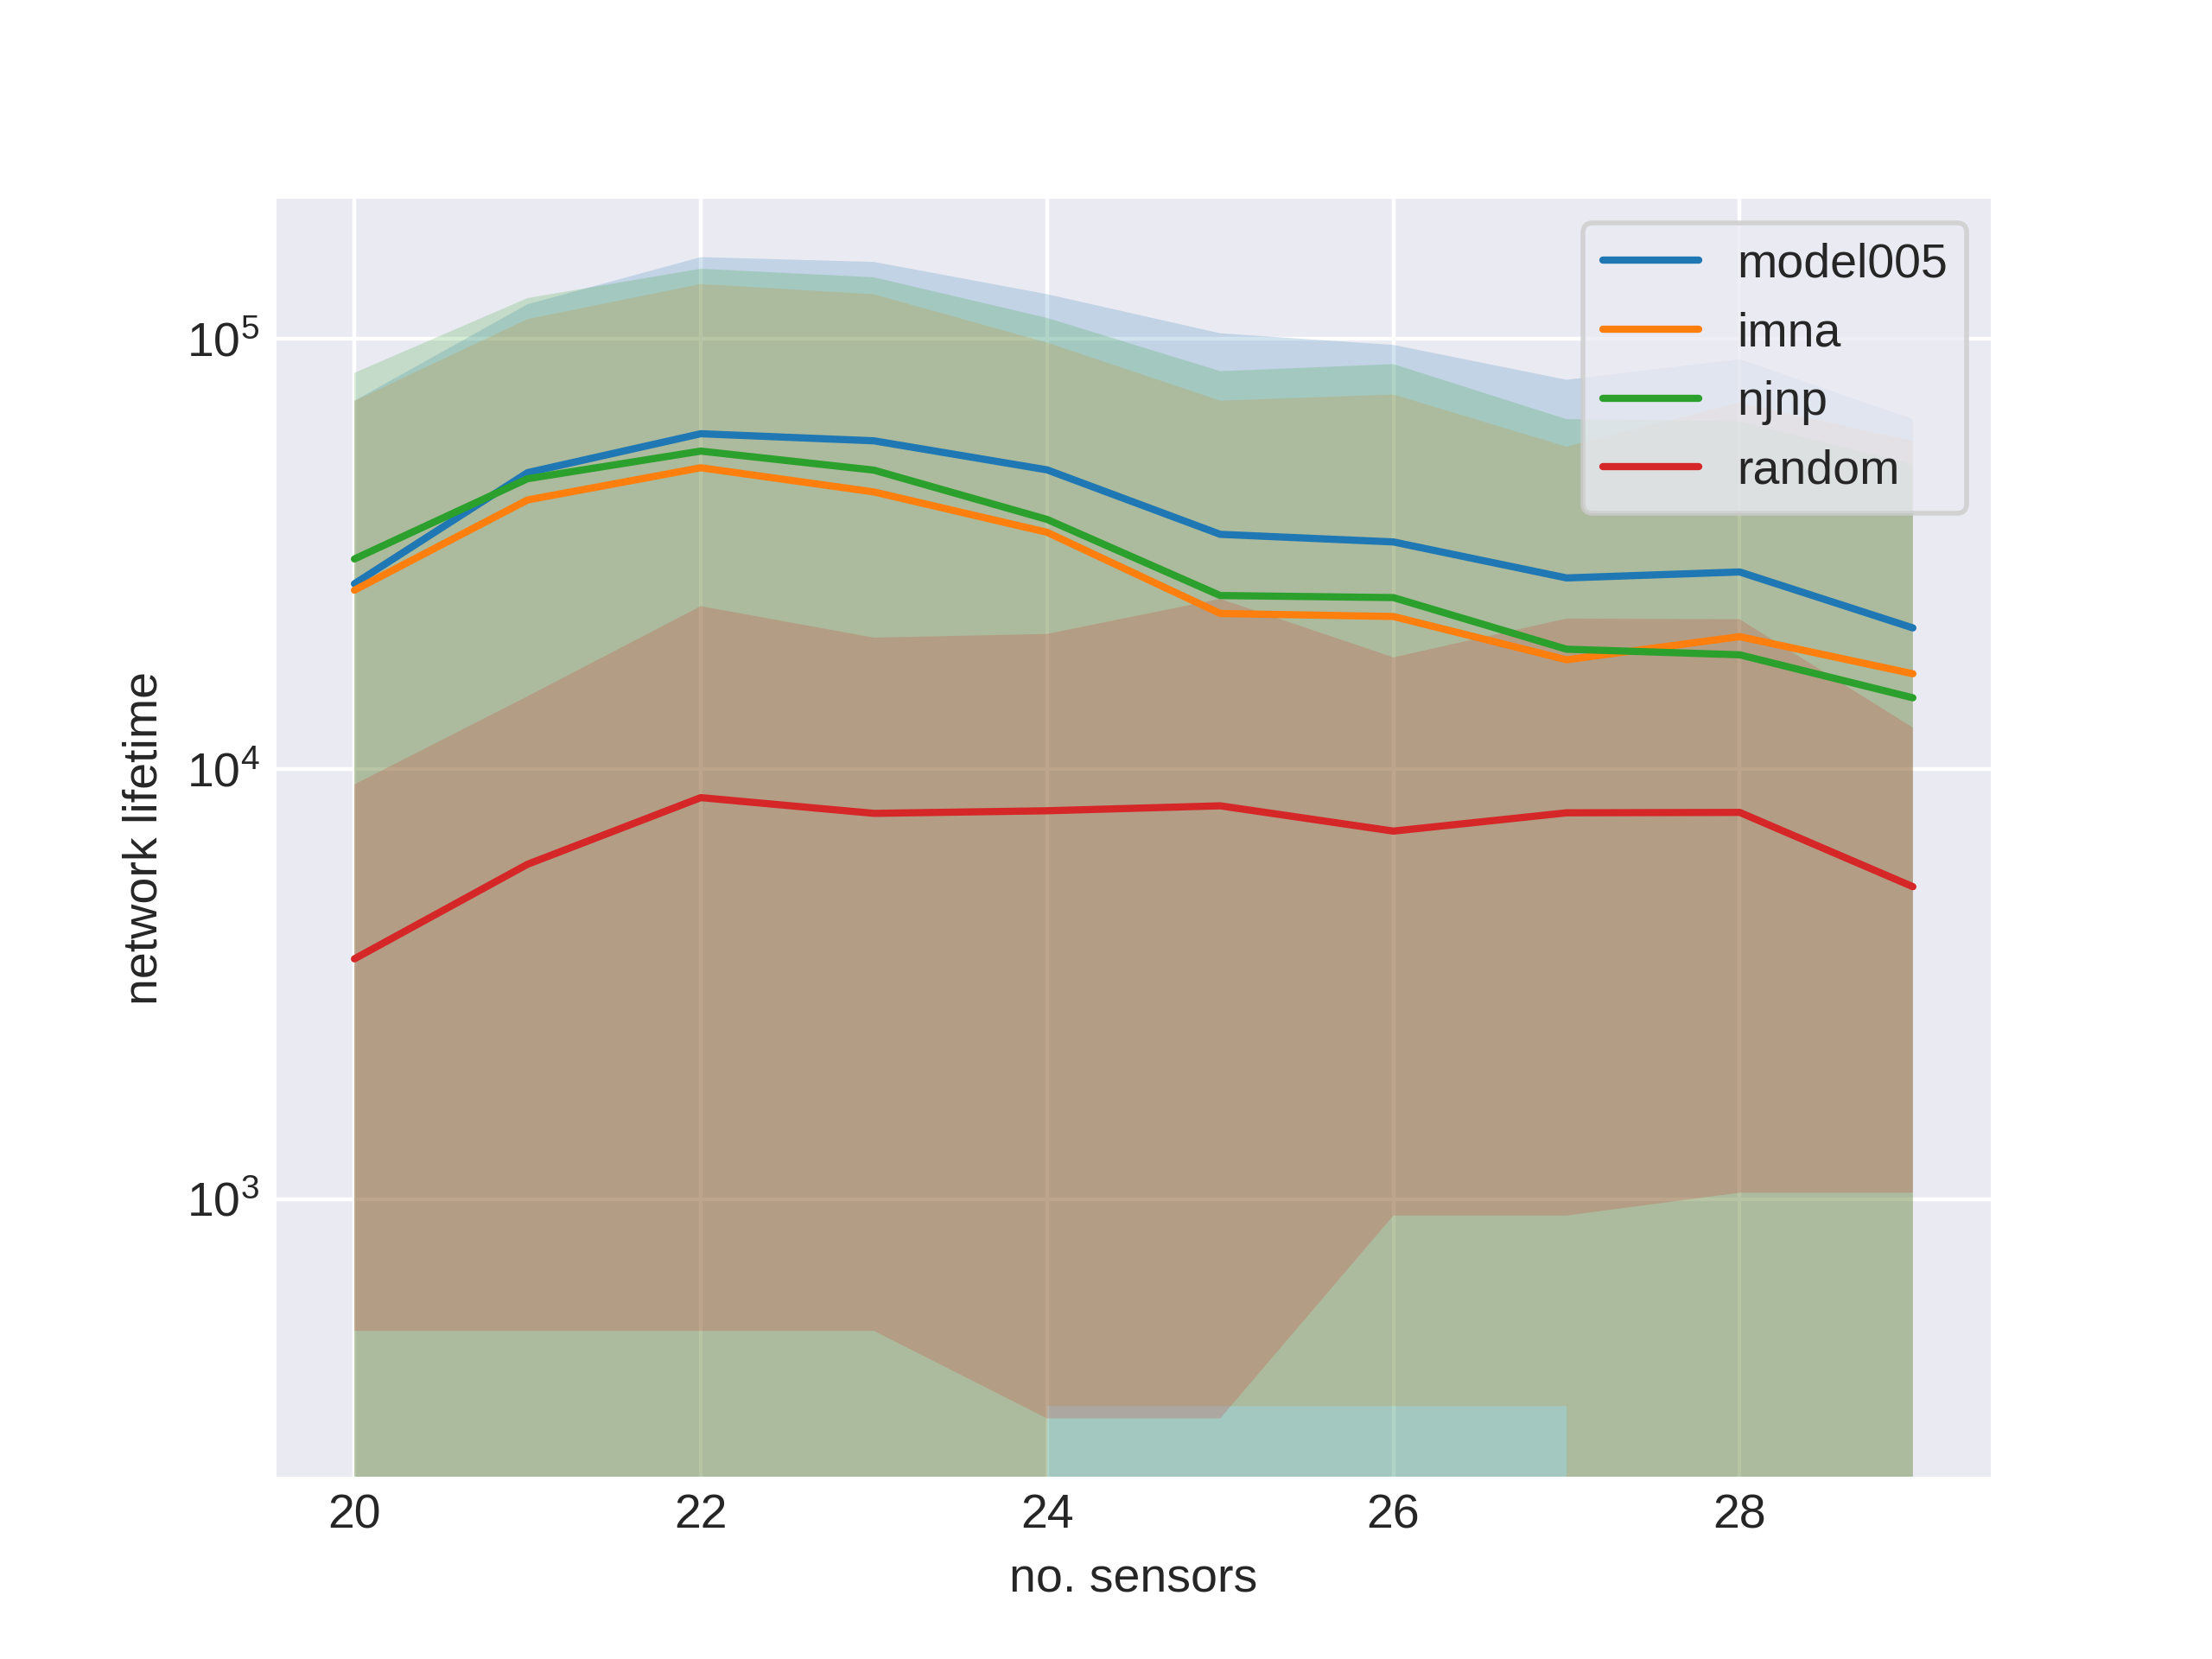 model005
imna
njnp
random
10^5
10^4
10^3
network lifetime
20 22 24 26 28
no. sensors